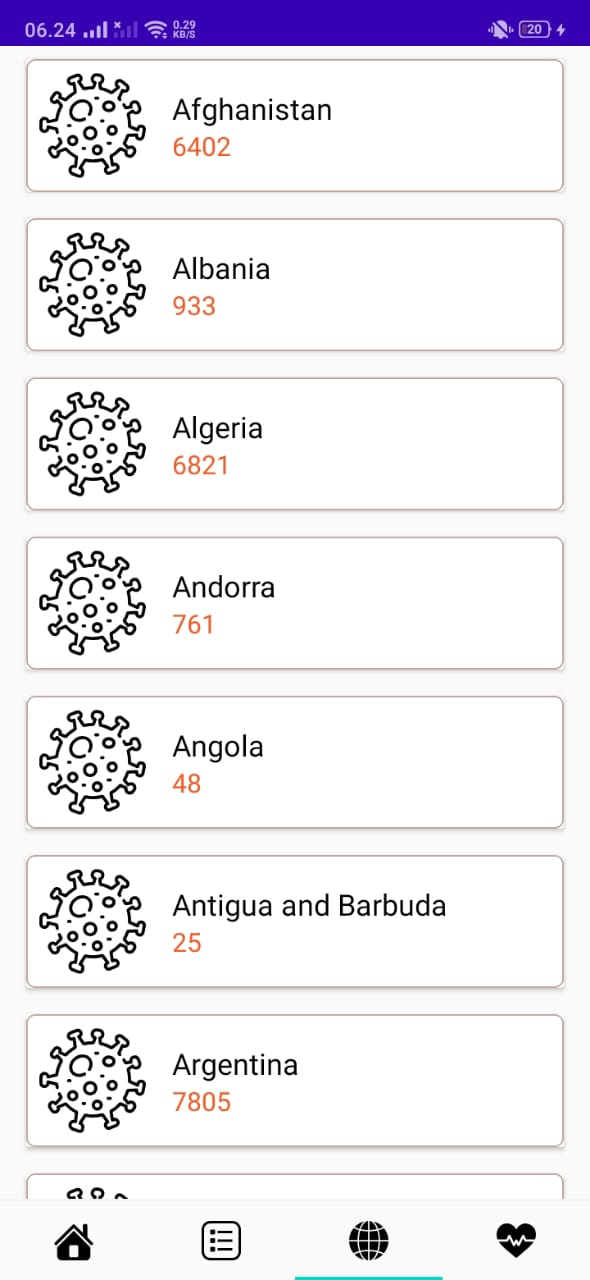 06.24
0.29
KB/S
20
Afghanistan
6402
Albania
933
Algeria
6821
Andorra
761
Angola
48
Antigua and Barbuda
25
Argentina
7805